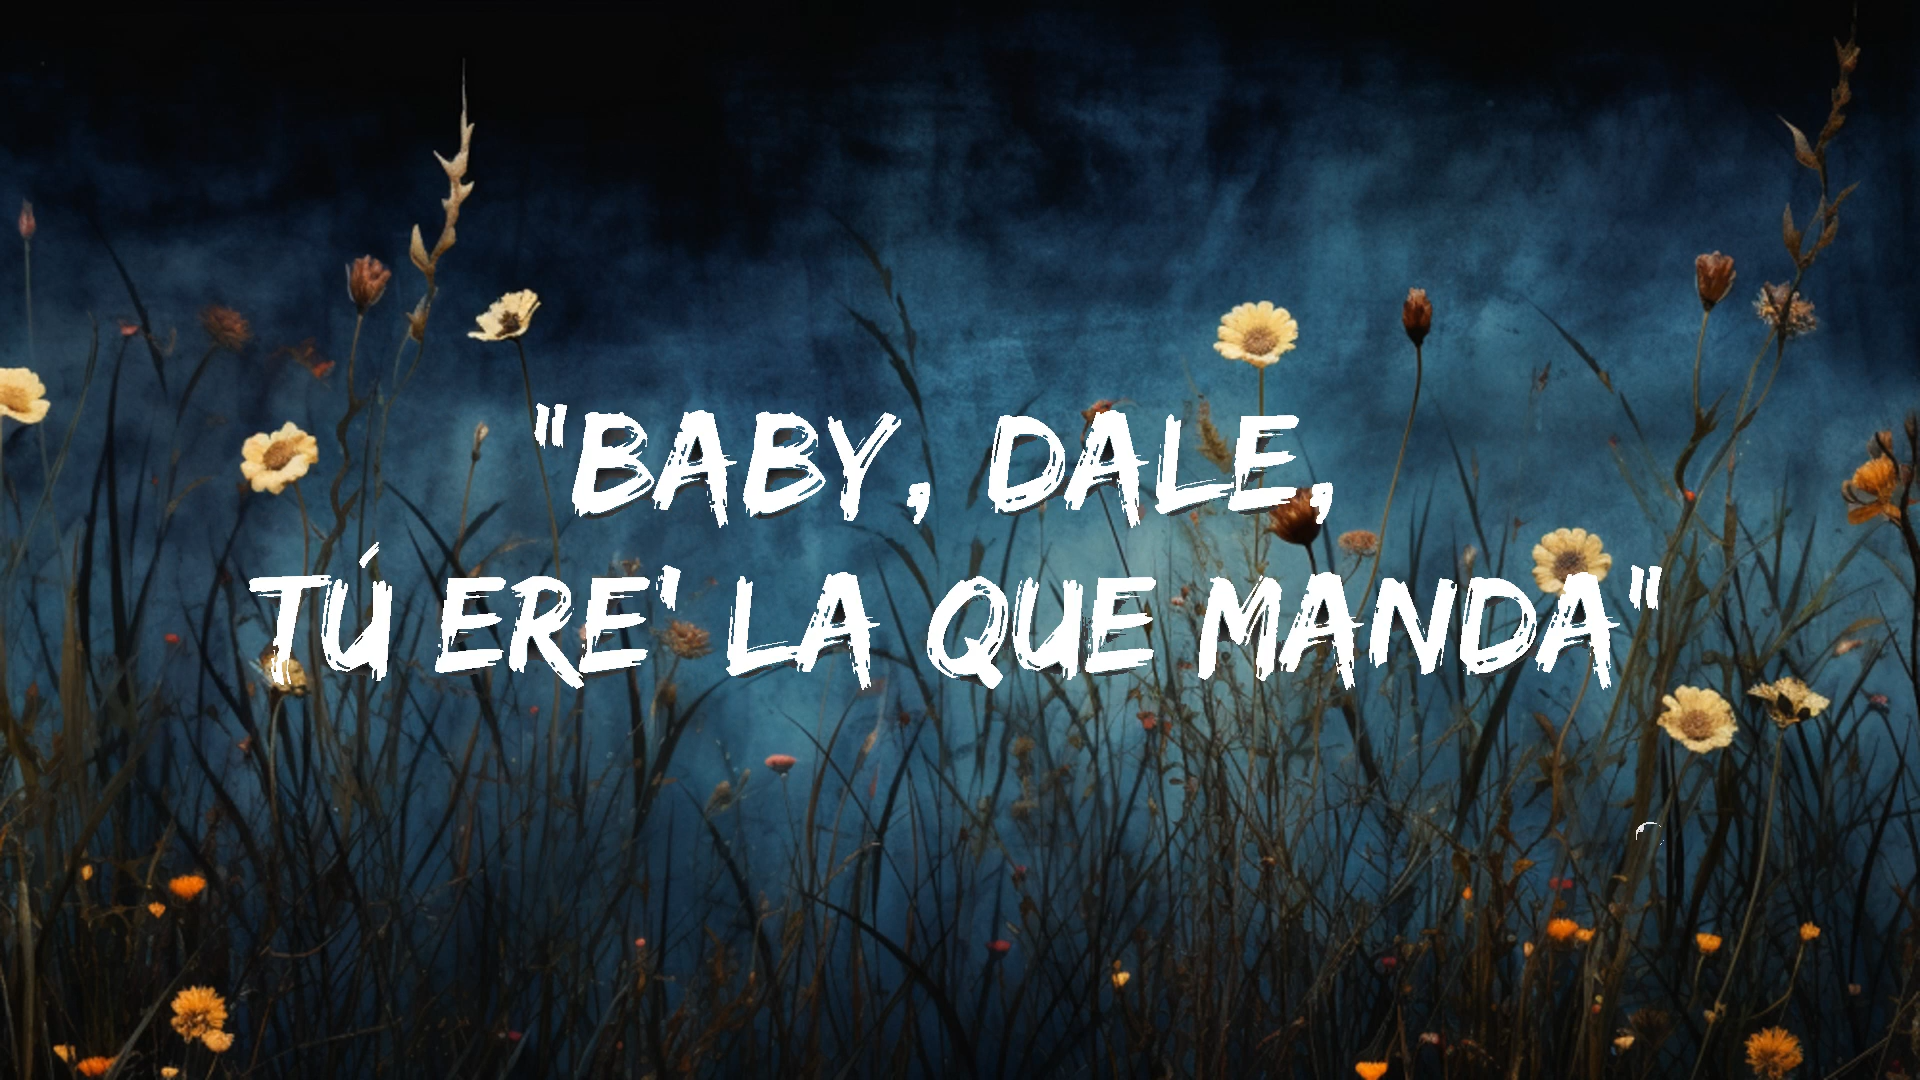 "BABY, DALE,
TÚ ERE' LA QUE MANDA"